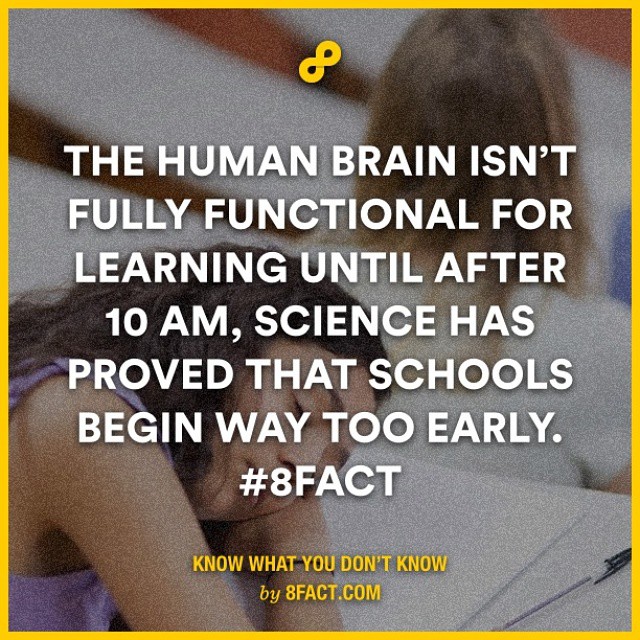 THE HUMAN BRAIN ISN'T
FULLY FUNCTIONAL FOR
LEARNING UNTIL AFTER
10 AM, SCIENCE HAS
PROVED THAT SCHOOLS
BEGIN WAY TOO EARLY.
#8FACT
KNOW WHAT YOU DON'T KNOW
by 8FACT.COM